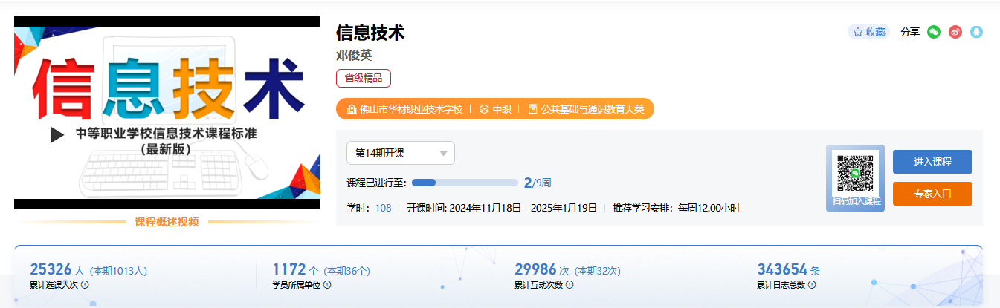 信息技术
中等职业学校信息技术课程标准
(最新版)
课程概述视频
信息技术
收藏 分享
邓俊英
省级精品
佛山市华材职业技术学校 中职 公共基础与通识教育大类
第14期开课
课程已进行至: 2/9周
学时: 108 开课时间: 2024年11月18日 - 2025年1月19日 推荐学习安排: 每周12.00小时
扫码加入课程
进入课程
专家入口
25326 人 (本期1013人)
累计选课人次
1172 个 (本期36个)
学员所属单位
29986 次 (本期32次)
累计互动次数
343654 条
累计日志总数